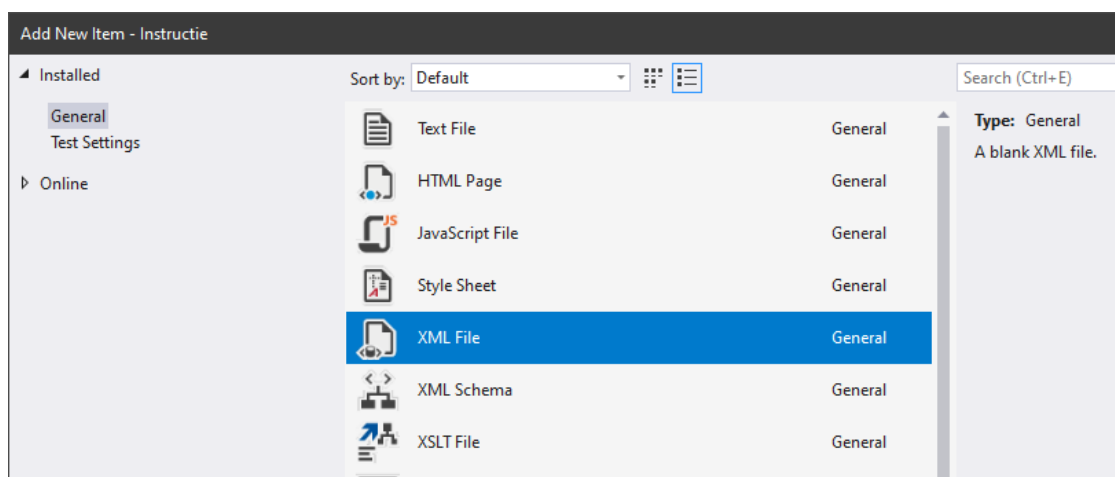 Add New Item - Instructie
Installed
General
Test Settings
Online
Sort by: Default
Text File General
HTML Page General
JS
JavaScript File General
Style Sheet General
XML File General
XML Schema General
XSLT File General
Search (Ctrl+E)
Type: General
A blank XML file.